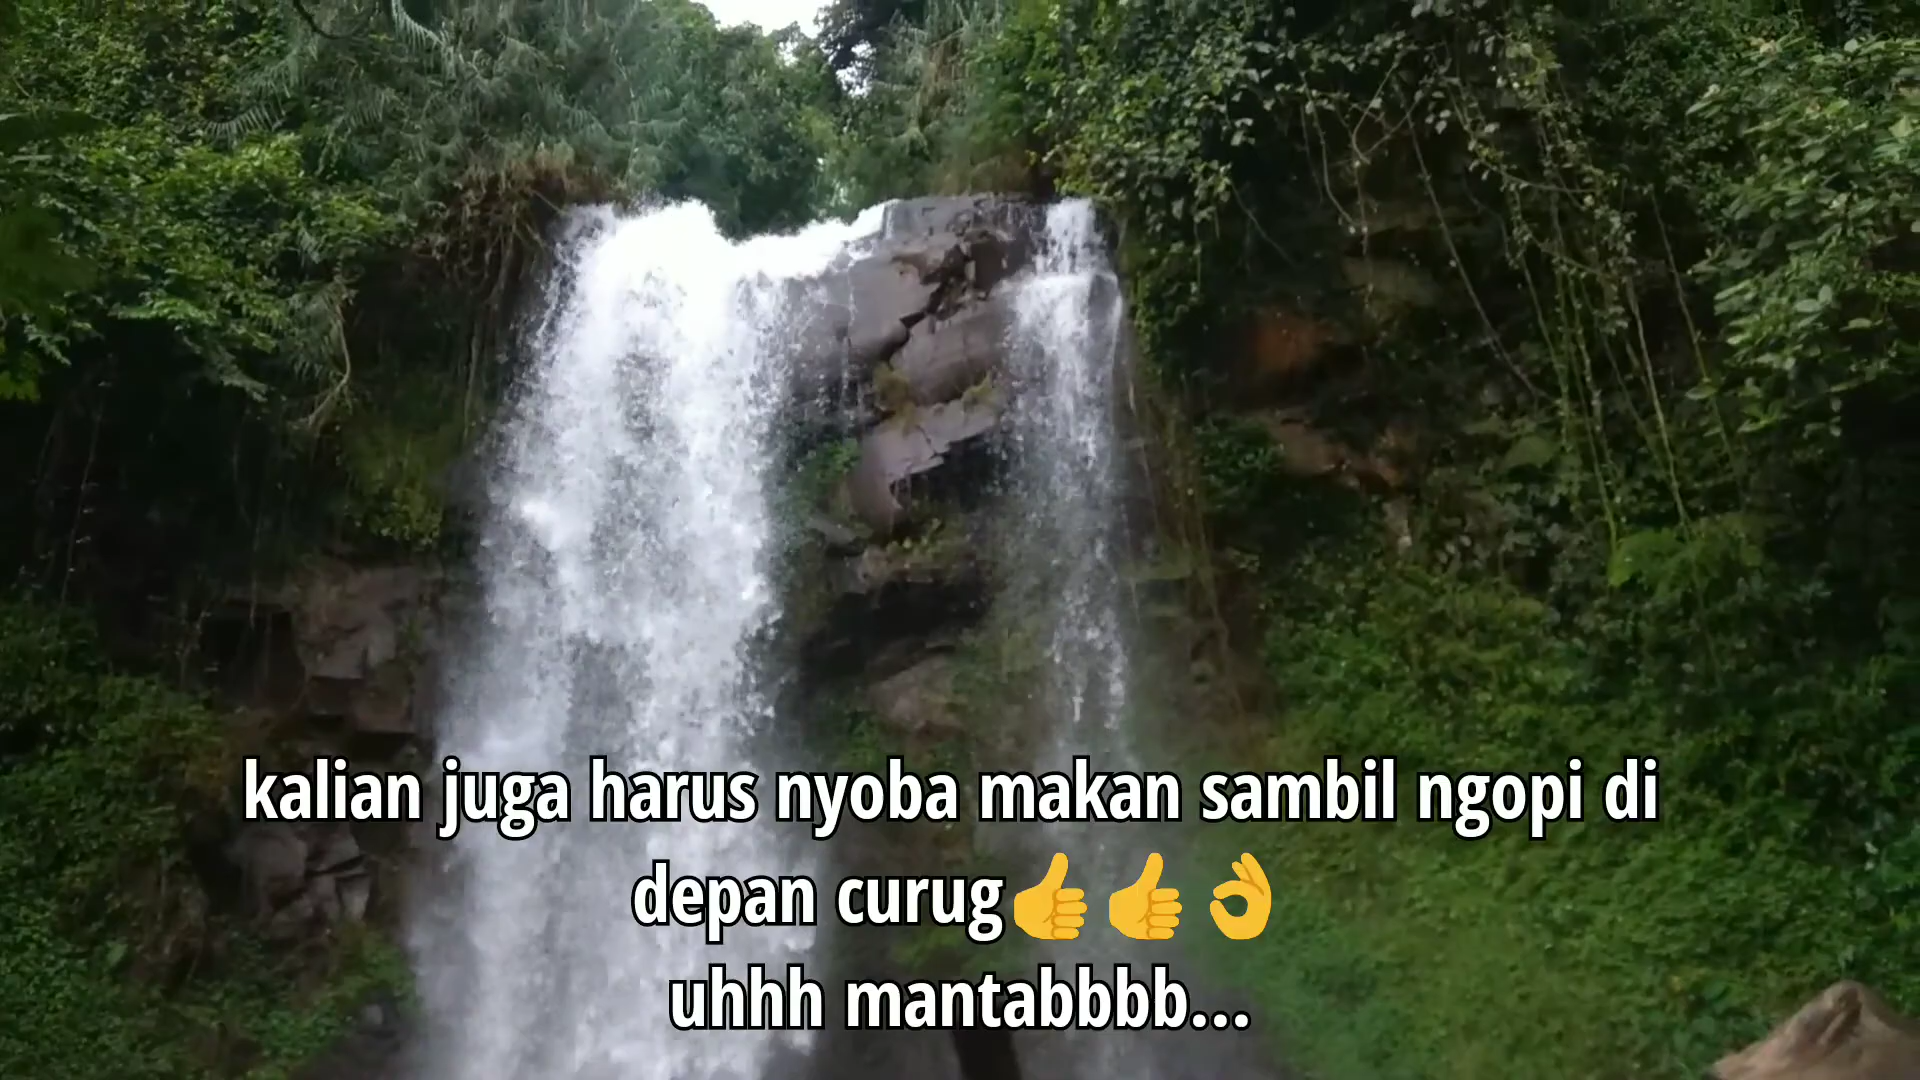 kalian juga harus nyoba makan sambil ngopi di
depan curug👍👍👌
uhhh mantabbbb...